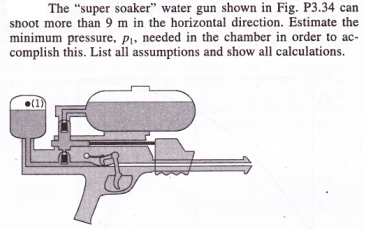 The “super soaker” water gun shown in Fig. P3.34 can
shoot more than 9 m in the horizontal direction. Estimate the
minimum pressure, p₁, needed in the chamber in order to ac-
complish this. List all assumptions and show all calculations.
(1)